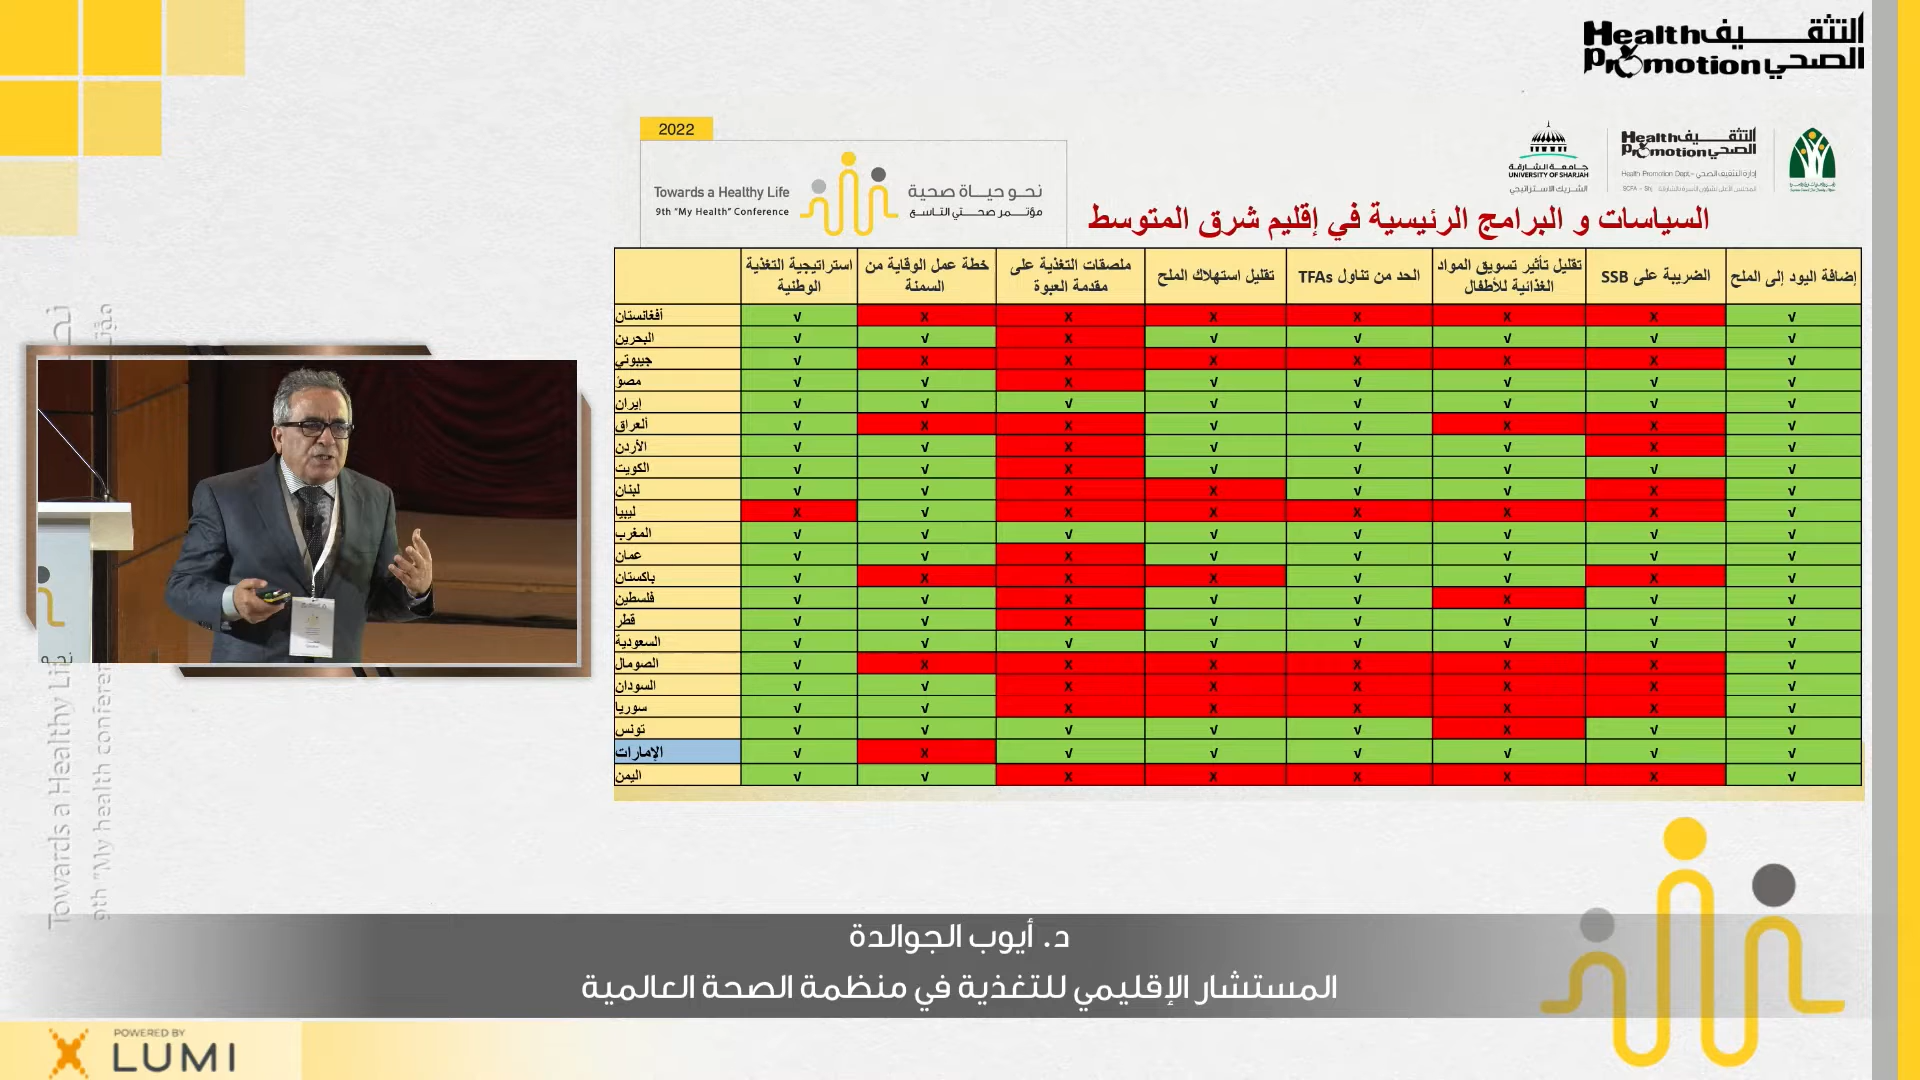 Health التثقيف
Promotion الصحي
2022
Towards a Healthy Life
9th "My Health" Conference
نحو حياة صحية
مؤتمر صحتي التاسع
جامعة الشارقة
UNIVERSITY OF SHARJAH
الشريك الاستراتيجي
Health التثقيف
Promotion الصحي
Health Promotion Dept. - إدارة التثقيف الصحي
السياسات و البرامج الرئيسية في إقليم شرق المتوسط
استراتيجية التغذية الوطنية خطة عمل الوقاية من السمنة ملصقات التغذية على مقدمة العبوة تقليل استهلاك الملح الحد من تناول TFAs تقليل تأثير تسويق المواد الغذائية للأطفال الضريبة على SSB إضافة اليود إلى الملح
أفغانستان √ X X X X X X √
البحرين √ √ X √ √ √ √ √
جيبوتي √ X X X X X X √
مصر √ √ X √ √ √ √ √
إيران √ √ √ √ √ √ √ √
العراق √ X X √ √ X X √
الأردن √ √ X √ √ √ X √
الكويت √ √ X √ √ √ √ √
لبنان √ √ X X √ √ X √
ليبيا X √ X X X X X √
المغرب √ √ √ √ √ √ √ √
عمان √ √ X √ √ √ √ √
باكستان √ X X X √ √ X √
فلسطين √ √ X √ √ X √ √
قطر √ √ X √ √ √ √ √
السعودية √ √ √ √ √ √ √ √
الصومال √ X X X X X X √
السودان √ √ X X X X X √
سوريا √ √ X X X X X √
تونس √ √ √ √ √ X √ √
الإمارات √ X √ √ √ √ √ √
اليمن √ √ X X X X X √
Towards a Healthy Life
9th "My health conferen
د. أيوب الجوالدة
المستشار الإقليمي للتغذية في منظمة الصحة العالمية
POWERED BY
LUMI